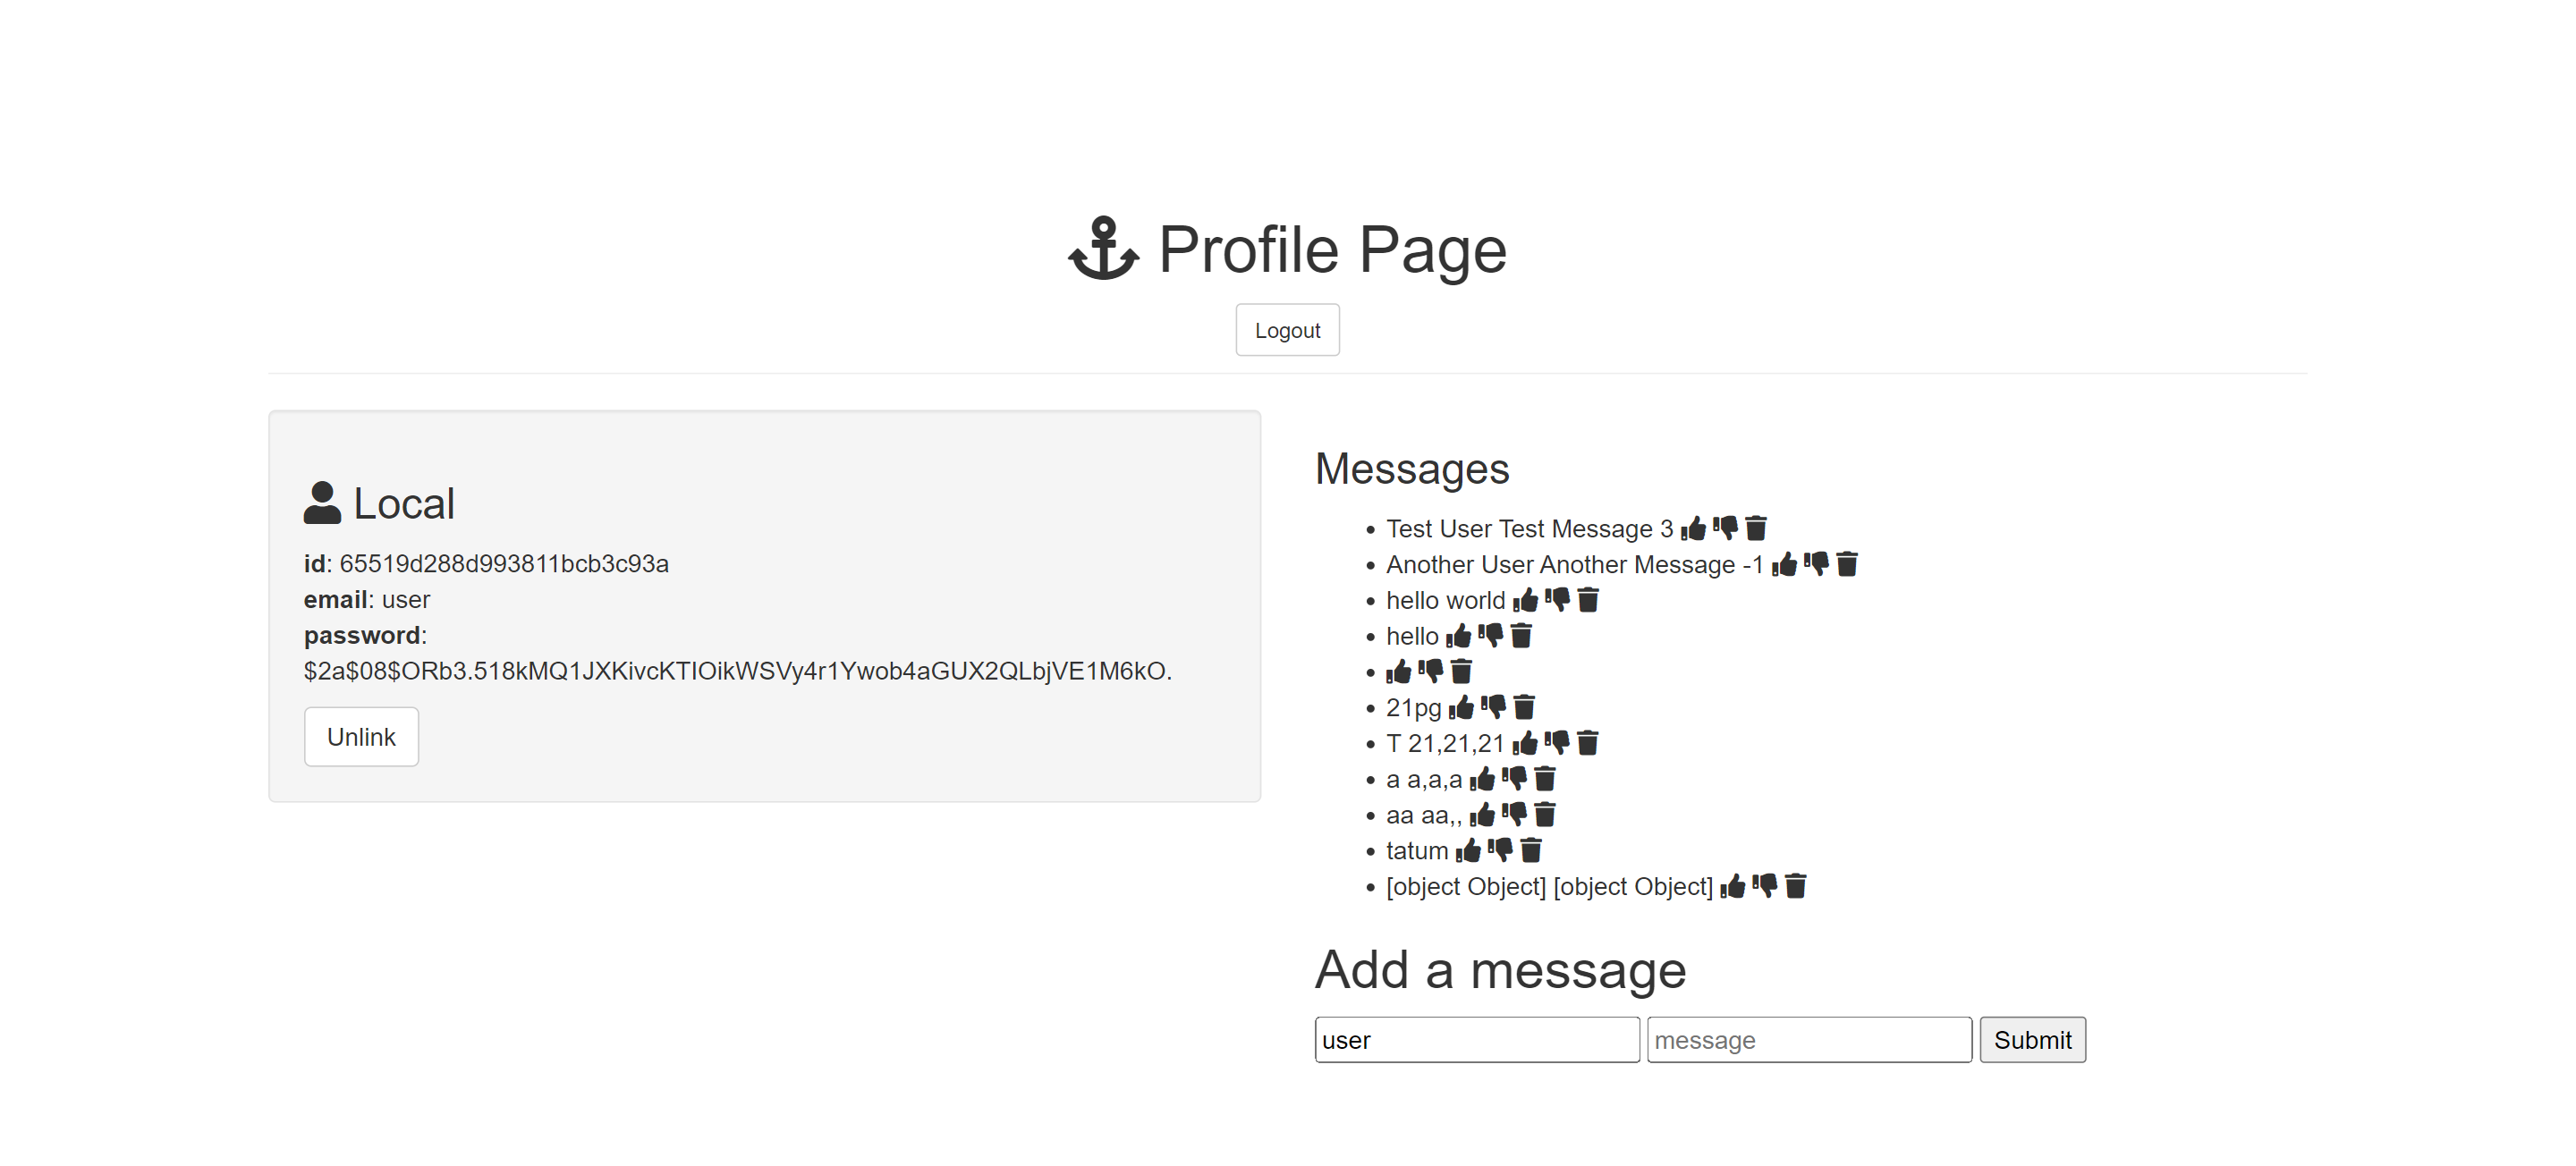 Profile Page
Logout
Local
id: 65519d288d993811bcb3c93a
email: user
password:
$2a$08$ORb3.518kMQ1JXKivcKTIOikWSVy4r1Ywob4aGUX2QLbjVE1M6kO.
Unlink
Messages
Test User Test Message 3
Another User Another Message -1
hello world
hello
21pg
T 21,21,21
a a,a,a
aa aa,,
tatum
[object Object] [object Object]
Add a message
user message Submit